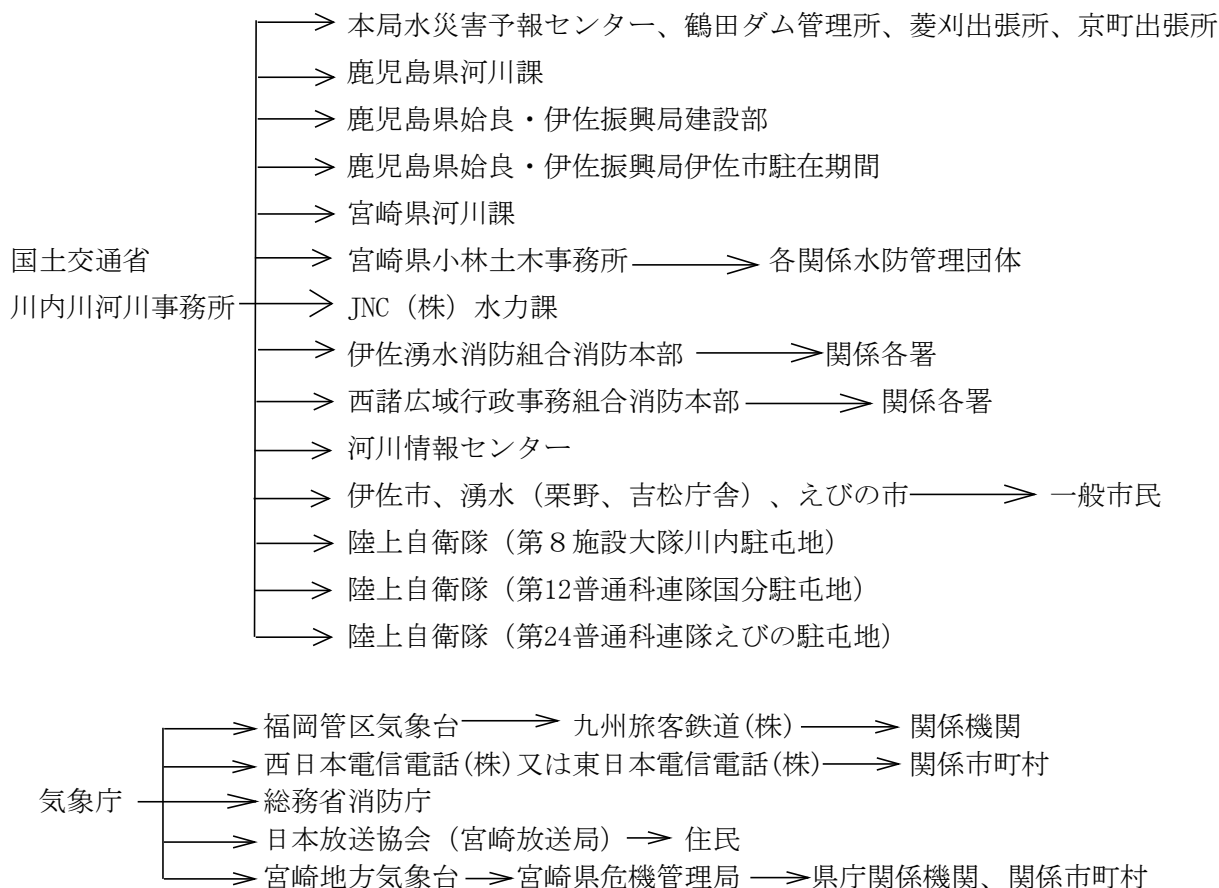 本局水災害予報センター、鶴田ダム管理所、菱刈出張所、京町出張所
鹿児島県河川課
鹿児島県姶良・伊佐振興局建設部
鹿児島県姶良・伊佐振興局伊佐市駐在期間
宮崎県河川課
国土交通省
川内川河川事務所
宮崎県小林土木事務所 各関係水防管理団体
JNC（株）水力課
伊佐湧水消防組合消防本部 関係各署
西諸広域行政事務組合消防本部 関係各署
河川情報センター
伊佐市、湧水（栗野、吉松庁舎）、えびの市 一般市民
陸上自衛隊（第８施設大隊川内駐屯地）
陸上自衛隊（第12普通科連隊国分駐屯地）
陸上自衛隊（第24普通科連隊えびの駐屯地）
気象庁
福岡管区気象台 九州旅客鉄道(株) 関係機関
西日本電信電話(株)又は東日本電信電話(株) 関係市町村
総務省消防庁
日本放送協会（宮崎放送局） 住民
宮崎地方気象台 宮崎県危機管理局 県庁関係機関、関係市町村